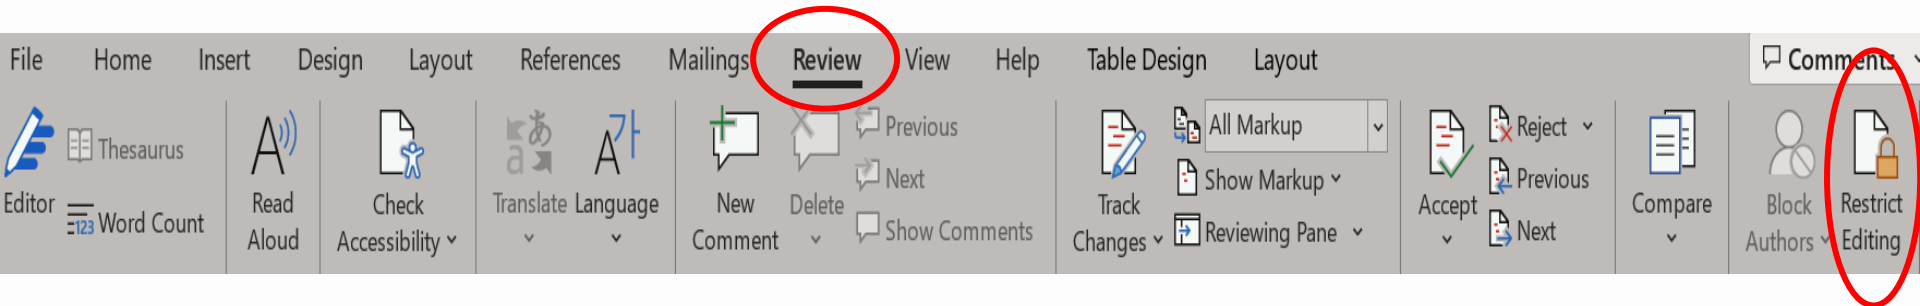 File Home Insert Design Layout References Mailings Review View Help Table Design Layout Comments
Editor
Thesaurus
123 Word Count
Read
Aloud
Check
Accessibility
Translate
Language
New
Comment
Delete
Previous
Next
Show Comments
Track
Changes
All Markup
Show Markup
Reviewing Pane
Accept
Reject
Previous
Next
Compare
Block
Authors
Restrict
Editing